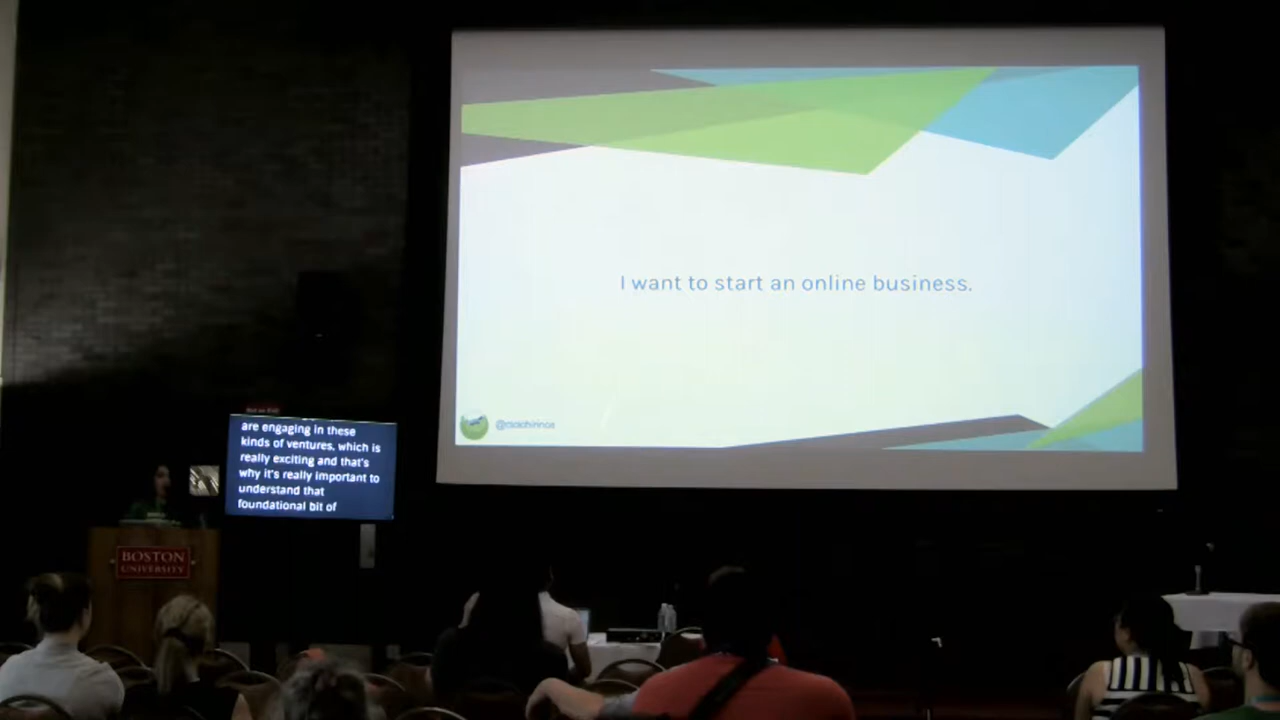 I want to start an online business.
are engaging in these
kinds of ventures, which is
really exciting and that's
why it's really important to
understand that
foundational bit of
BOSTON
UNIVERSITY